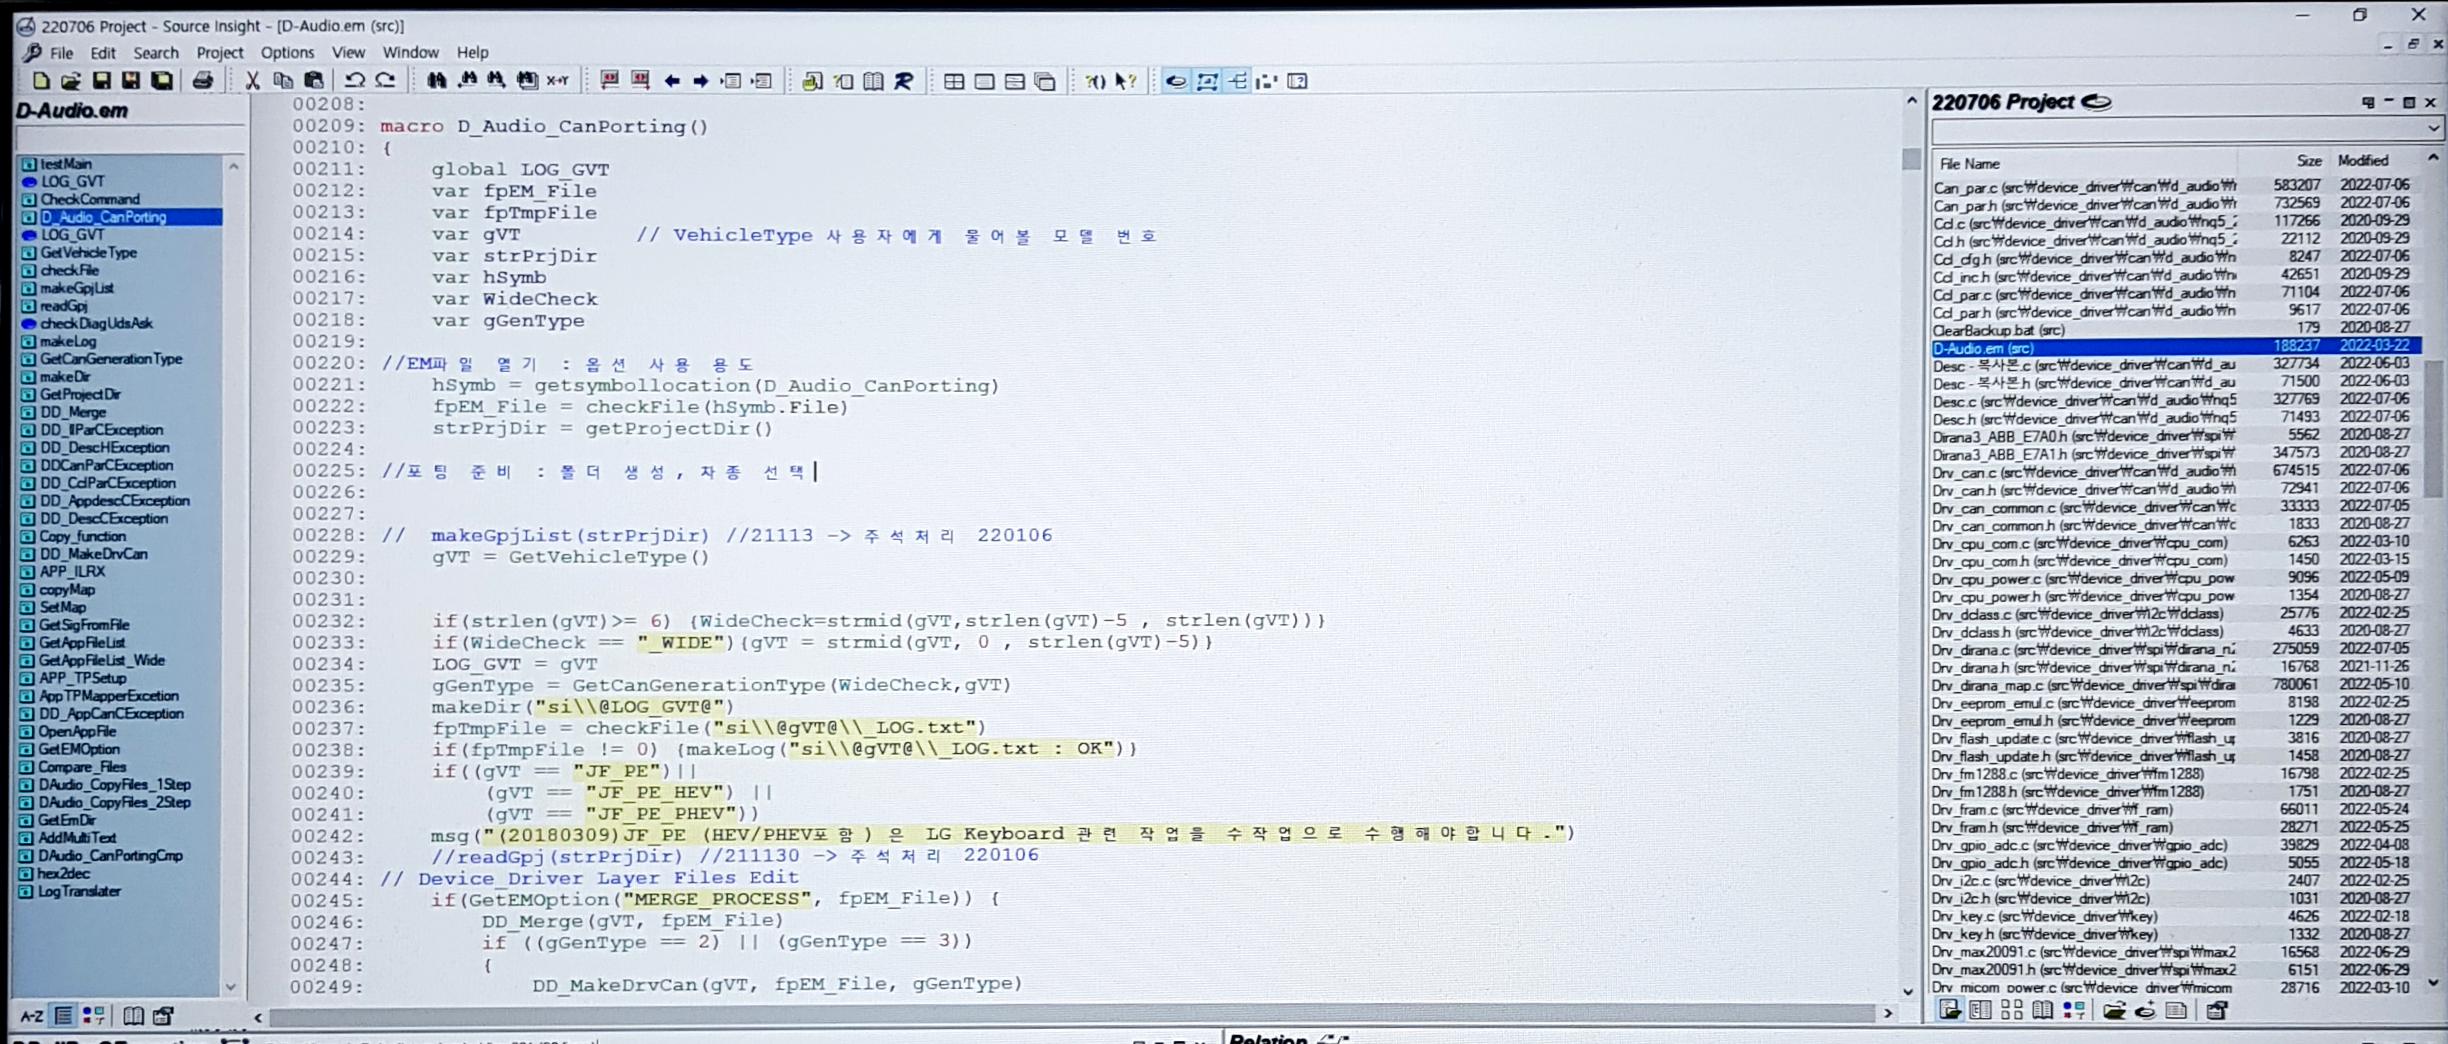 220706 Project - Source Insight - [D-Audio.em (src)]
File Edit Search Project Options View Window Help
D-Audio.em
testMain
LOG_GVT
CheckCommand
D_Audio_CanPorting
LOG_GVT
GetVehicleType
checkFile
makeGpjList
readGpj
checkDiagUdsAsk
makeLog
GetCanGenerationType
makeDir
GetProjectDir
DD_Merge
DD_IlParCException
DD_DescHException
DDCanParCException
DD_CclParCException
DD_AppdescCException
DD_DescCException
Copy_function
DD_MakeDrvCan
APP_ILRX
copyMap
SetMap
GetSigFromFile
GetAppFileList
GetAppFileList_Wide
APP_TPSetup
AppTPMapperExcetion
DD_AppCanCException
OpenAppFile
GetEMOption
Compare_Files
DAudio_CopyFiles_1Step
DAudio_CopyFiles_2Step
GetEmDir
AddMultiText
DAudio_CanPortingCmp
hex2dec
LogTranslater
A-Z
00208:
00209: macro D_Audio_CanPorting()
00210: {
00211: global LOG_GVT
00212: var fpEM_File
00213: var fpTmpFile
00214: var gVT // VehicleType 사용자에게 물어볼 모델 번호
00215: var strPrjDir
00216: var hSymb
00217: var WideCheck
00218: var gGenType
00219:
00220: //EM파일 열기 : 옵션 사용 용도
00221: hSymb = getsymbollocation(D_Audio_CanPorting)
00222: fpEM_File = checkFile(hSymb.File)
00223: strPrjDir = getProjectDir()
00224:
00225: //포팅 준비 : 폴더 생성, 차종 선택
00226:
00227:
00228: // makeGpjList(strPrjDir) //21113 -> 주석처리 220106
00229: gVT = GetVehicleType()
00230:
00231:
00232: if(strlen(gVT)>= 6) {WideCheck=strmid(gVT,strlen(gVT)-5 , strlen(gVT))}
00233: if(WideCheck == "_WIDE"){gVT = strmid(gVT, 0 , strlen(gVT)-5)}
00234: LOG_GVT = gVT
00235: gGenType = GetCanGenerationType(WideCheck,gVT)
00236: makeDir("si\\@LOG_GVT@")
00237: fpTmpFile = checkFile("si\\@gVT@\\_LOG.txt")
00238: if(fpTmpFile != 0) {makeLog("si\\@gVT@\\_LOG.txt : OK")}
00239: if((gVT == "JF_PE")||
00240: (gVT == "JF_PE_HEV") ||
00241: (gVT == "JF_PE_PHEV"))
00242: msg("(20180309)JF_PE (HEV/PHEV포함) 은 LG Keyboard 관련 작업을 수작업으로 수행해야합니다.")
00243: //readGpj(strPrjDir) //211130 -> 주석처리 220106
00244: // Device_Driver Layer Files Edit
00245: if(GetEMOption("MERGE_PROCESS", fpEM_File)) {
00246: DD_Merge(gVT, fpEM_File)
00247: if ((gGenType == 2) || (gGenType == 3))
00248: {
00249: DD_MakeDrvCan(gVT, fpEM_File, gGenType)
220706 Project
File Name Size Modified
Can_par.c (src₩device_driver₩can₩d_audio₩ 583207 2022-07-06
Can_par.h (src₩device_driver₩can₩d_audio₩ 732569 2022-07-06
Ccl.c (src₩device_driver₩can₩d_audio₩nq5_ 117266 2020-09-29
Ccl.h (src₩device_driver₩can₩d_audio₩nq5_ 22112 2020-09-29
Ccl_cfg.h (src₩device_driver₩can₩d_audio₩n 8247 2022-07-06
Ccl_inc.h (src₩device_driver₩can₩d_audio₩n 42651 2020-09-29
Ccl_par.c (src₩device_driver₩can₩d_audio₩n 71104 2022-07-06
Ccl_par.h (src₩device_driver₩can₩d_audio₩n 9617 2022-07-06
ClearBackup.bat (src) 179 2020-08-27
D-Audio.em (src) 188237 2022-03-22
Desc - 복사본.c (src₩device_driver₩can₩d_au 327734 2022-06-03
Desc - 복사본.h (src₩device_driver₩can₩d_au 71500 2022-06-03
Desc.c (src₩device_driver₩can₩d_audio₩nq5 327769 2022-07-06
Desc.h (src₩device_driver₩can₩d_audio₩nq5 71493 2022-07-06
Dirana3_ABB_E7A0.h (src₩device_driver₩spi₩ 5562 2020-08-27
Dirana3_ABB_E7A1.h (src₩device_driver₩spi₩ 347573 2020-08-27
Drv_can.c (src₩device_driver₩can₩d_audio₩ 674515 2022-07-06
Drv_can.h (src₩device_driver₩can₩d_audio₩ 72941 2022-07-06
Drv_can_common.c (src₩device_driver₩can₩c 33333 2022-07-05
Drv_can_common.h (src₩device_driver₩can₩c 1833 2020-08-27
Drv_cpu_com.c (src₩device_driver₩cpu_com) 6263 2022-03-10
Drv_cpu_com.h (src₩device_driver₩cpu_com) 1450 2022-03-15
Drv_cpu_power.c (src₩device_driver₩cpu_pow 9096 2022-05-09
Drv_cpu_power.h (src₩device_driver₩cpu_pow 1354 2020-08-27
Drv_dclass.c (src₩device_driver₩i2c₩dclass) 25776 2022-02-25
Drv_dclass.h (src₩device_driver₩i2c₩dclass) 4633 2020-08-27
Drv_dirana.c (src₩device_driver₩spi₩dirana_n 275059 2022-07-05
Drv_dirana.h (src₩device_driver₩spi₩dirana_n 16768 2021-11-26
Drv_dirana_map.c (src₩device_driver₩spi₩dira 780061 2022-05-10
Drv_eeprom_emul.c (src₩device_driver₩eeprom 8198 2022-02-25
Drv_eeprom_emul.h (src₩device_driver₩eeprom 1229 2020-08-27
Drv_flash_update.c (src₩device_driver₩flash_u 3816 2020-08-27
Drv_flash_update.h (src₩device_driver₩flash_u 1458 2020-08-27
Drv_fm1288.c (src₩device_driver₩fm1288) 16798 2022-02-25
Drv_fm1288.h (src₩device_driver₩fm1288) 1751 2020-08-27
Drv_fram.c (src₩device_driver₩f_ram) 66011 2022-05-24
Drv_fram.h (src₩device_driver₩f_ram) 28271 2022-05-25
Drv_gpio_adc.c (src₩device_driver₩gpio_adc) 39829 2022-04-08
Drv_gpio_adc.h (src₩device_driver₩gpio_adc) 5055 2022-05-18
Drv_i2c.c (src₩device_driver₩i2c) 2407 2022-02-25
Drv_i2c.h (src₩device_driver₩i2c) 1031 2020-08-27
Drv_key.c (src₩device_driver₩key) 4626 2022-02-18
Drv_key.h (src₩device_driver₩key) 1332 2020-08-27
Drv_max20091.c (src₩device_driver₩spi₩max2 16568 2022-06-29
Drv_max20091.h (src₩device_driver₩spi₩max2 6151 2022-06-29
Drv_micom_power.c (src₩device_driver₩micom 28716 2022-03-10
Relation